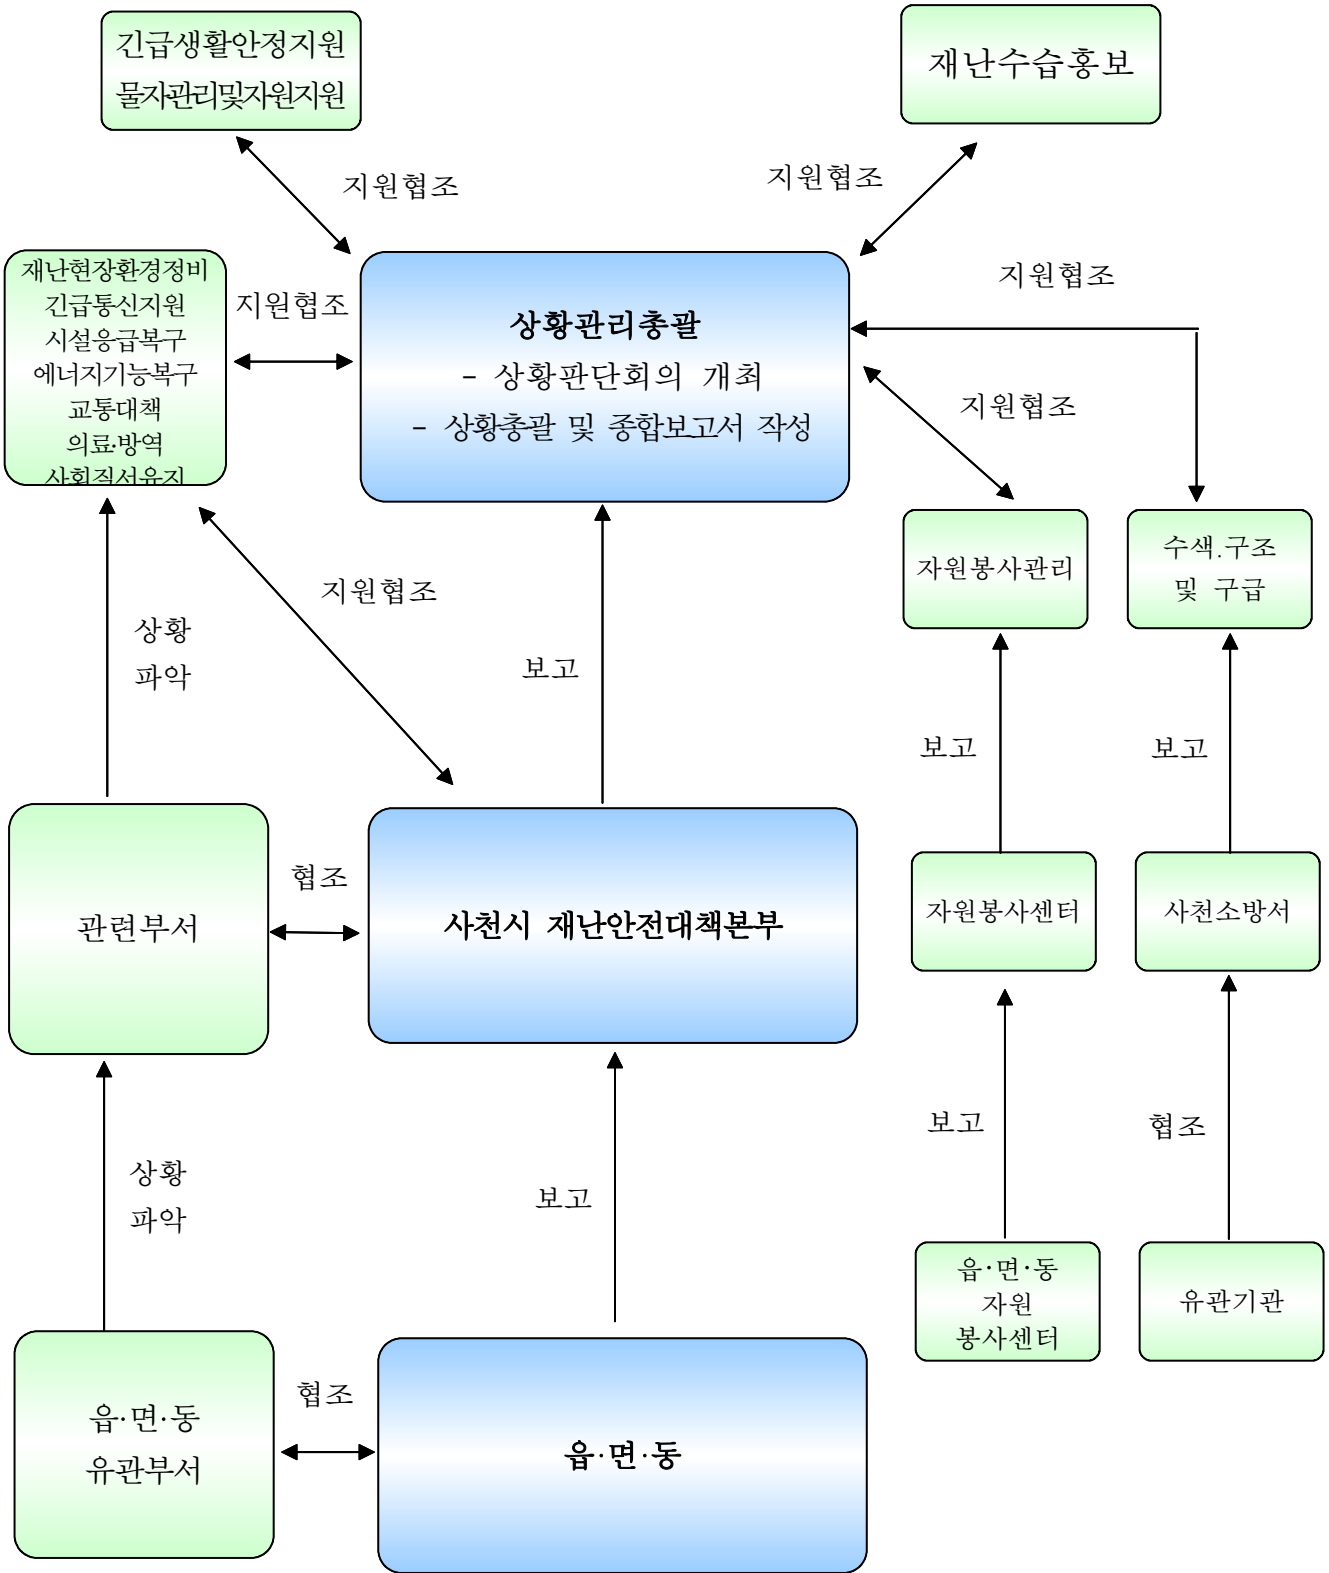 긴급생활안정지원
물자관리및자원지원
재난수습홍보
지원협조
지원협조
재난현장환경정비
긴급통신지원
시설응급복구
에너지기능복구
교통대책
의료·방역
사회질서유지
지원협조
상황관리총괄
- 상황판단회의 개최
- 상황총괄 및 종합보고서 작성
지원협조
지원협조
자원봉사관리
수색.구조
및 구급
상황
파악
지원협조
보고
보고
보고
관련부서
협조
사천시 재난안전대책본부
자원봉사센터
사천소방서
상황
파악
보고
보고
협조
읍·면·동
자원
봉사센터
유관기관
읍·면·동
유관부서
협조
읍·면·동